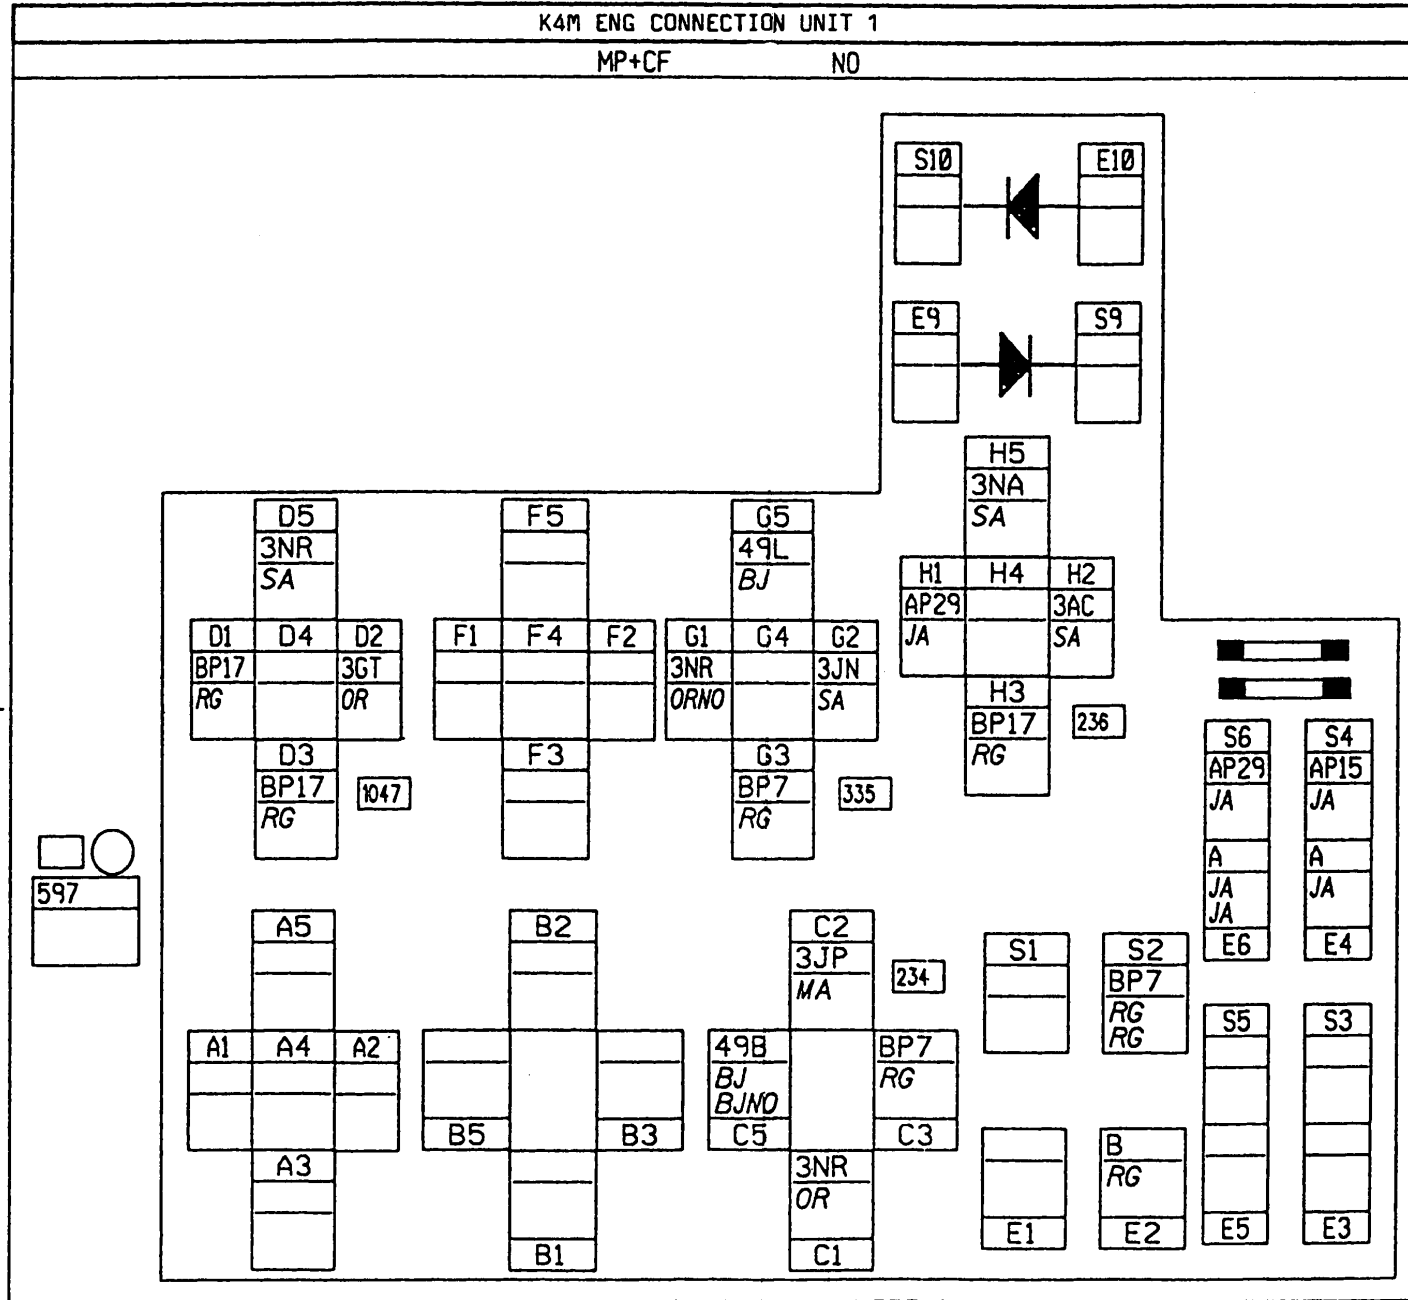 K4M ENG CONNECTION UNIT 1
MP+CF NO
S10 E10
E9 S9
H5
3NA
SA
H1 H4 H2
AP29 3AC
JA SA
H3
BP17
RG
236
D5 F5 G5
3NR 49L
SA BJ
D1 D4 D2 F1 F4 F2 G1 G4 G2
BP17 3GT 3NR 3JN
RG OR ORNO SA
D3 F3 G3
BP17 1047 BP7 335
RG RG
S6 S4
AP29 AP15
JA JA
A A
JA JA
JA
E6 E4
597
A5 B2 C2 S1 S2
3JP 234 BP7
MA RG
RG
A1 A4 A2 49B BP7 S5 S3
BJ RG
BJNO
B5 B3 C5 C3
A3 3NR B
OR RG
B1 C1 E1 E2 E5 E3